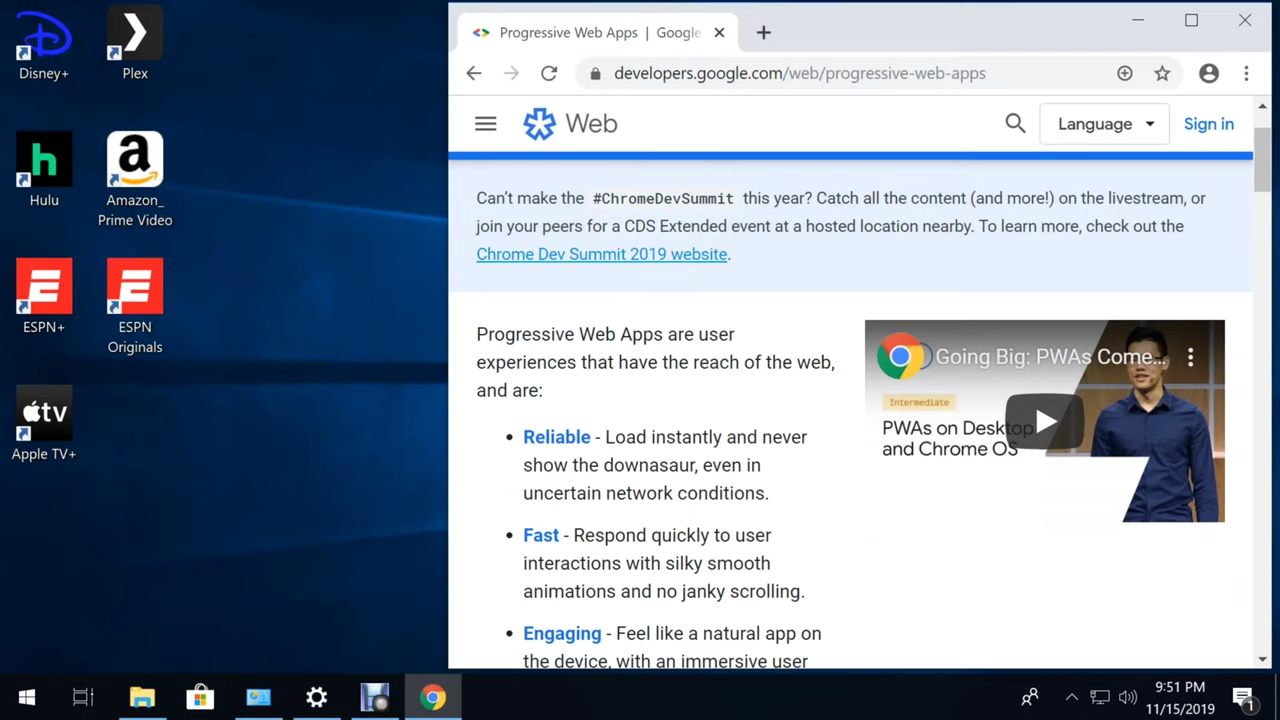 Disney+
Plex
Hulu
Amazon_
Prime Video
ESPN+
ESPN
Originals
tv
Apple TV+
Progressive Web Apps | Google
developers.google.com/web/progressive-web-apps
Web
Language
Sign in
Can’t make the #ChromeDevSummit this year? Catch all the content (and more!) on the livestream, or
join your peers for a CDS Extended event at a hosted location nearby. To learn more, check out the
Chrome Dev Summit 2019 website.
Progressive Web Apps are user
experiences that have the reach of the web,
and are:
• Reliable - Load instantly and never
show the downasaur, even in
uncertain network conditions.
• Fast - Respond quickly to user
interactions with silky smooth
animations and no janky scrolling.
• Engaging - Feel like a natural app on
the device, with an immersive user
Going Big: PWAs Come…
Intermediate
PWAs on Desktop
and Chrome OS
9:51 PM
11/15/2019
1